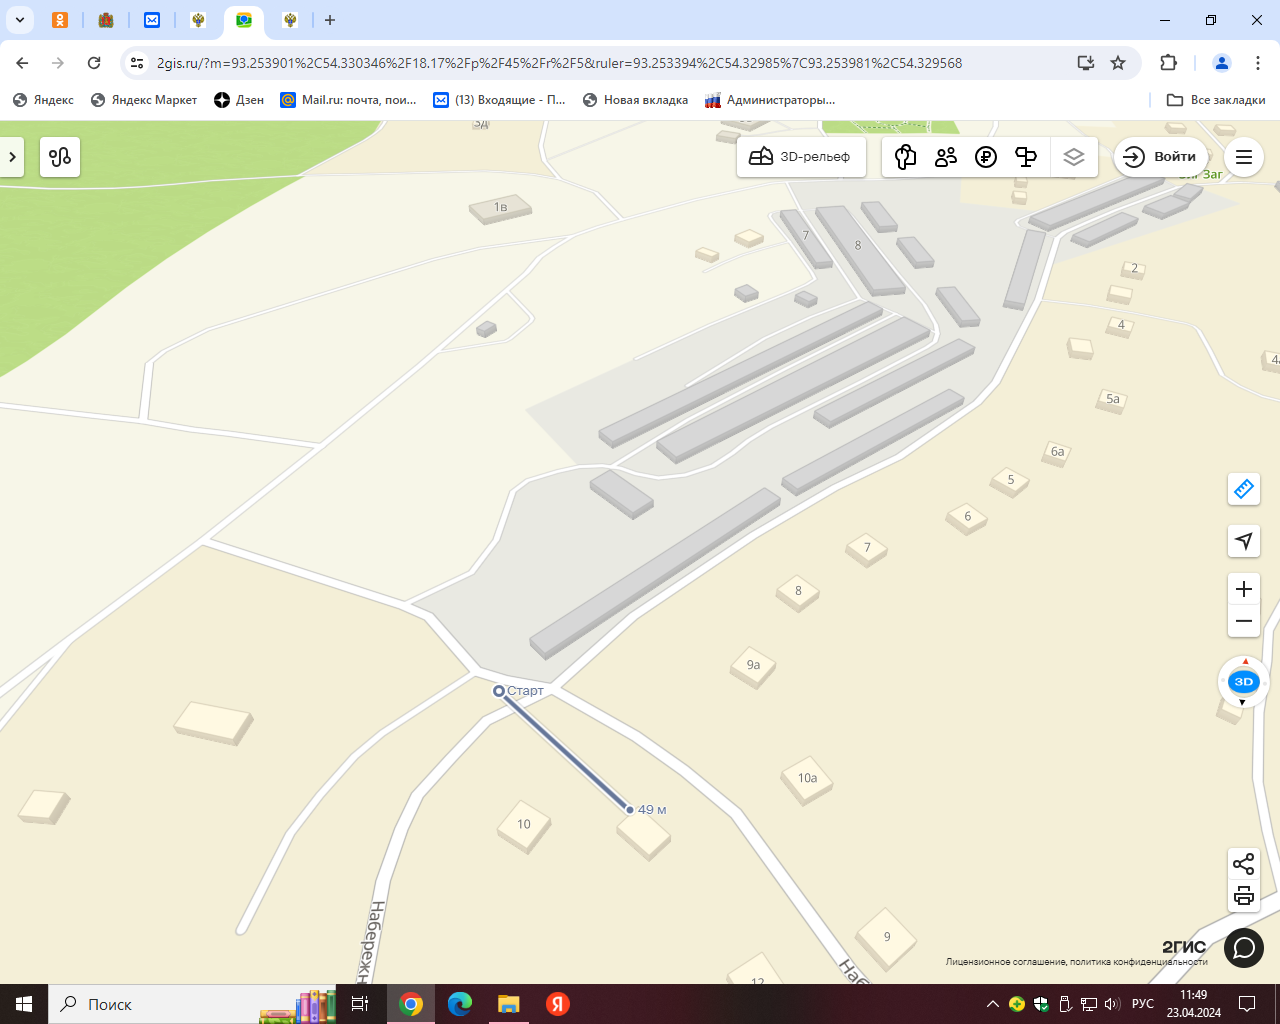 2gis.ru/?m=93.253901%2C54.330346%2F18.17%2Fp%2F45%2Fr%2F5&ruler=93.253394%2C54.32985%7C93.253981%2C54.329568
Яндекс
Яндекс Маркет
Дзен
Mail.ru: почта, пои...
(13) Входящие - П...
Новая вкладка
Администраторы...
Все закладки
3д
3D-рельеф
Войти
Заг
1в
7
8
2
4
4а
5а
6а
5
6
7
8
9а
Старт
3D
10а
49 м
10
Набережн
9
Наб
12
2ГИС
Лицензионное соглашение, политика конфиденциальности
Поиск
РУС
11:49
23.04.2024